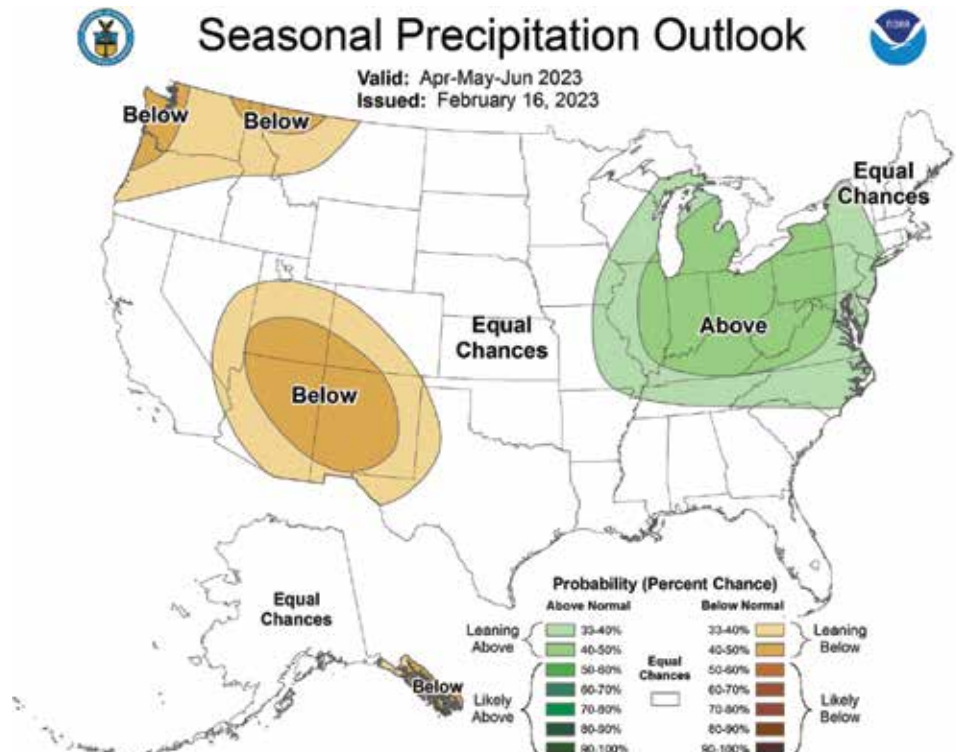 Seasonal Precipitation Outlook
noaa
Valid: Apr-May-Jun 2023
Issued: February 16, 2023
Below
Below
Equal
Chances
Equal
Chances
Above
Below
Equal
Chances
Below
Probability (Percent Chance)
Above Normal
Below Normal
Leaning
Above
33-40%
40-50%
Likely
Above
50-60%
60-70%
70-80%
80-90%
90-100%
Equal
Chances
33-40%
40-50%
Leaning
Below
50-60%
60-70%
70-80%
80-90%
90-100%
Likely
Below